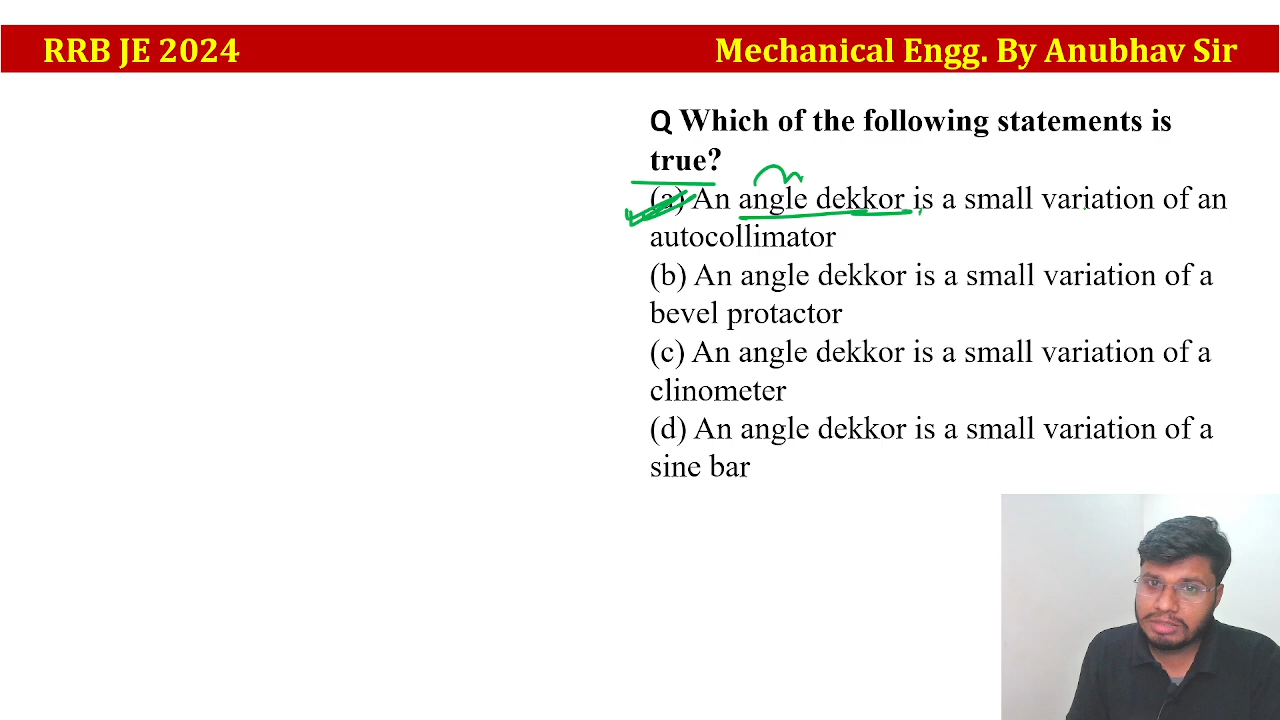 RRB JE 2024
Mechanical Engg. By Anubhav Sir
Q Which of the following statements is
true?
(a) An angle dekkor is a small variation of an
autocollimator
(b) An angle dekkor is a small variation of a
bevel protactor
(c) An angle dekkor is a small variation of a
clinometer
(d) An angle dekkor is a small variation of a
sine bar